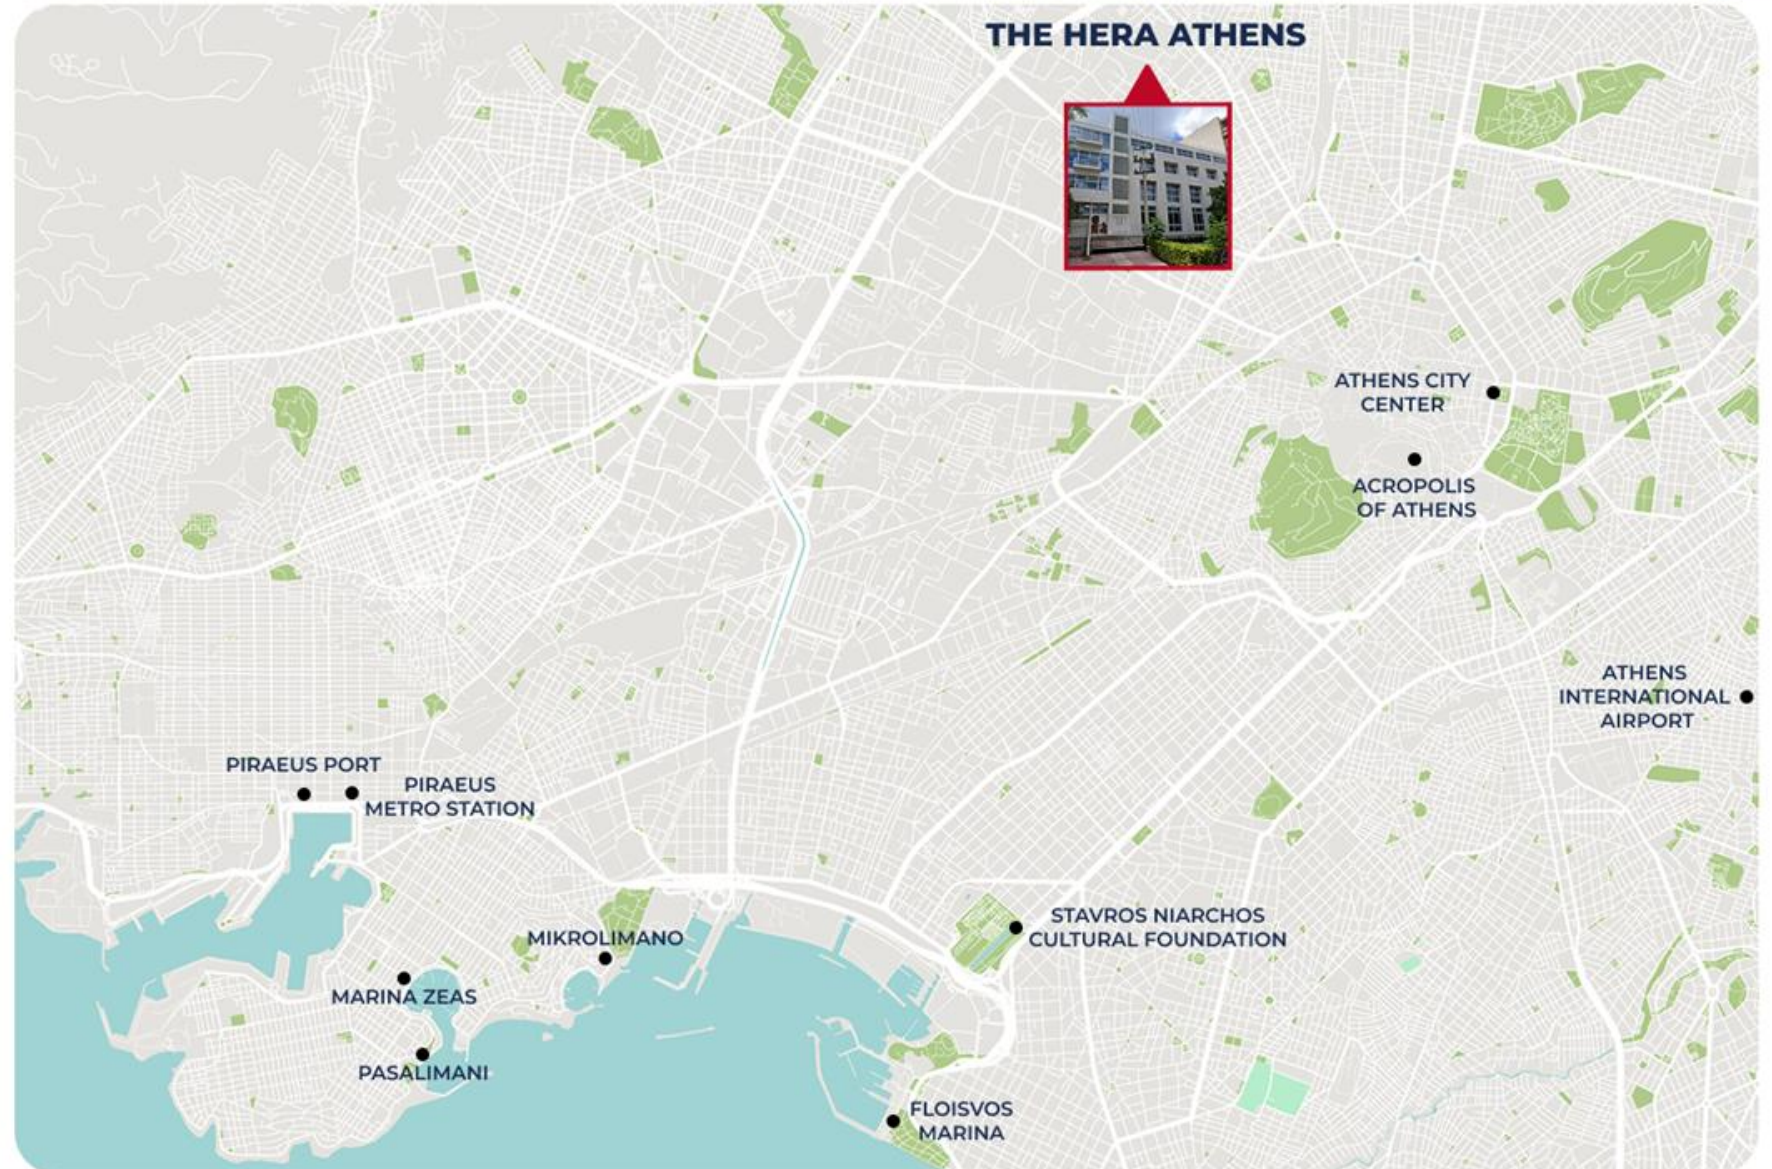 THE HERA ATHENS
ATHENS CITY
CENTER
ACROPOLIS
OF ATHENS
ATHENS
INTERNATIONAL
AIRPORT
PIRAEUS PORT
PIRAEUS
METRO STATION
STAVROS NIARCHOS
CULTURAL FOUNDATION
MIKROLIMANO
MARINA ZEAS
PASALIMANI
FLOISVOS
MARINA